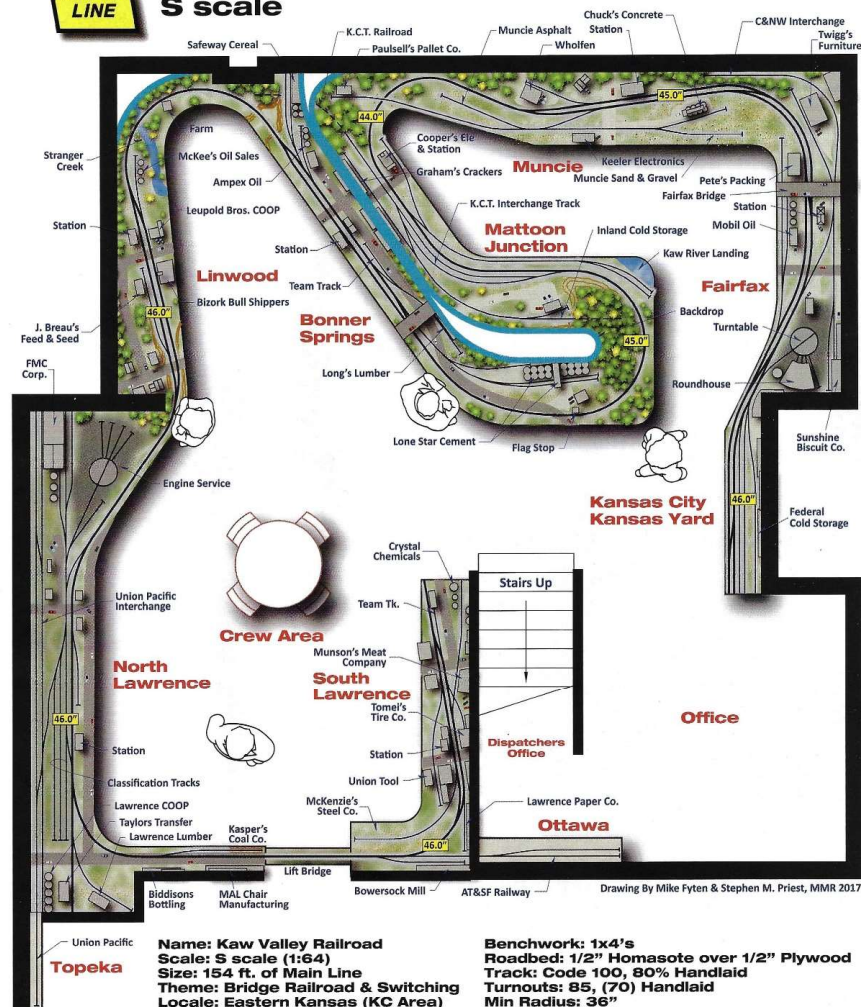 LINE
S scale
Safeway Cereal
K.C.T. Railroad
Paulsell's Pallet Co.
Muncie Asphalt
Wholfen
Chuck's Concrete
Station
C&NW Interchange
Twigg's
Furniture
44.0"
45.0"
Stranger
Creek
Farm
McKee's Oil Sales
Ampex Oil
Cooper's Ele
& Station
Graham's Crackers
Muncie
Keeler Electronics
Muncie Sand & Gravel
Pete's Packing
Fairfax Bridge
Station
Mobil Oil
Leupold Bros. COOP
K.C.T. Interchange Track
Station
Station
Mattoon
Junction
Inland Cold Storage
Kaw River Landing
Linwood
Team Track
Fairfax
Bizork Bull Shippers
46.0"
Bonner
Springs
Backdrop
Turntable
J. Breau's
Feed & Seed
45.0"
FMC
Corp.
Long's Lumber
Roundhouse
Lone Star Cement
Flag Stop
Sunshine
Biscuit Co.
Engine Service
Kansas City
Kansas Yard
46.0"
Federal
Cold Storage
Crystal
Chemicals
Stairs Up
Union Pacific
Interchange
Team Tk.
Crew Area
Munson's Meat
Company
North
Lawrence
South
Lawrence
Tomel's
Tire Co.
46.0"
Office
Station
Station
Dispatchers
Office
Classification Tracks
Union Tool
Lawrence COOP
Taylors Transfer
Lawrence Lumber
Kasper's
Coal Co.
McKenzie's
Steel Co.
Lawrence Paper Co.
Ottawa
46.0"
Lift Bridge
Biddisons
Bottling
MAL Chair
Manufacturing
Bowersock Mill
AT&SF Railway
Drawing By Mike Fyten & Stephen M. Priest, MMR 2017
Union Pacific
Topeka
Name: Kaw Valley Railroad
Scale: S scale (1:64)
Size: 154 ft. of Main Line
Theme: Bridge Railroad & Switching
Locale: Eastern Kansas (KC Area)
Benchwork: 1x4's
Roadbed: 1/2" Homasote over 1/2" Plywood
Track: Code 100, 80% Handlaid
Turnouts: 85, (70) Handlaid
Min Radius: 36"